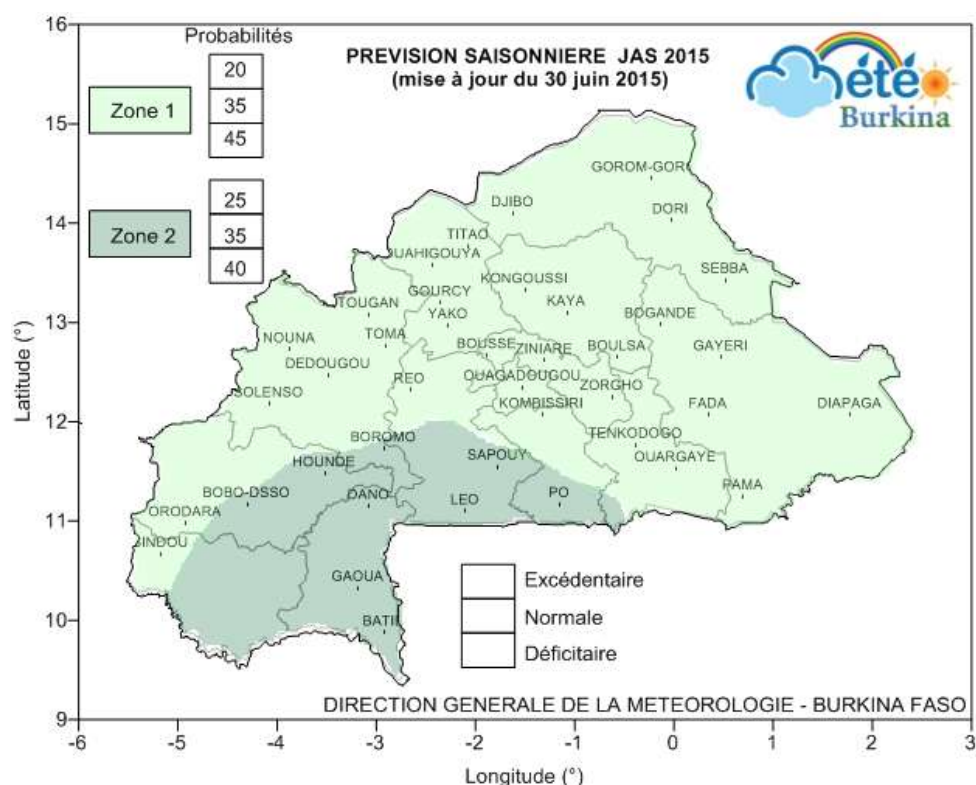 Probabilités
PREVISION SAISONNIERE JAS 2015
(mise à jour du 30 juin 2015)
été
Burkina
Zone 1
20
35
45
Zone 2
25
35
40
16
15
14
13
12
11
10
9
Latitude (°)
GOROM-GORO
DJIBO
DORI
TITAO
OUAHIGOUYA
SEBBA
KONGOUSSI
GOURCY
KAYA
TOUGAN
YAKO
BOGANDE
NOUNA
TOMA
BOUSSE
ZINIARE
BOULSA
GAYERI
DEDOUGOU
REO
OUAGADOUGOU
ZORGHO
SOLENSO
KOMBISSIRI
FADA
DIAPAGA
BOROMO
TENKODOGO
HOUNDE
SAPOUY
OUARGAYE
BOBO-DSSO
DANO
LEO
PO
PAMA
ORODARA
SINDOU
GAOUA
BATIE
Excédentaire
Normale
Déficitaire
DIRECTION GENERALE DE LA METEOROLOGIE - BURKINA FASO
-6 -5 -4 -3 -2 -1 0 1 2 3
Longitude (°)